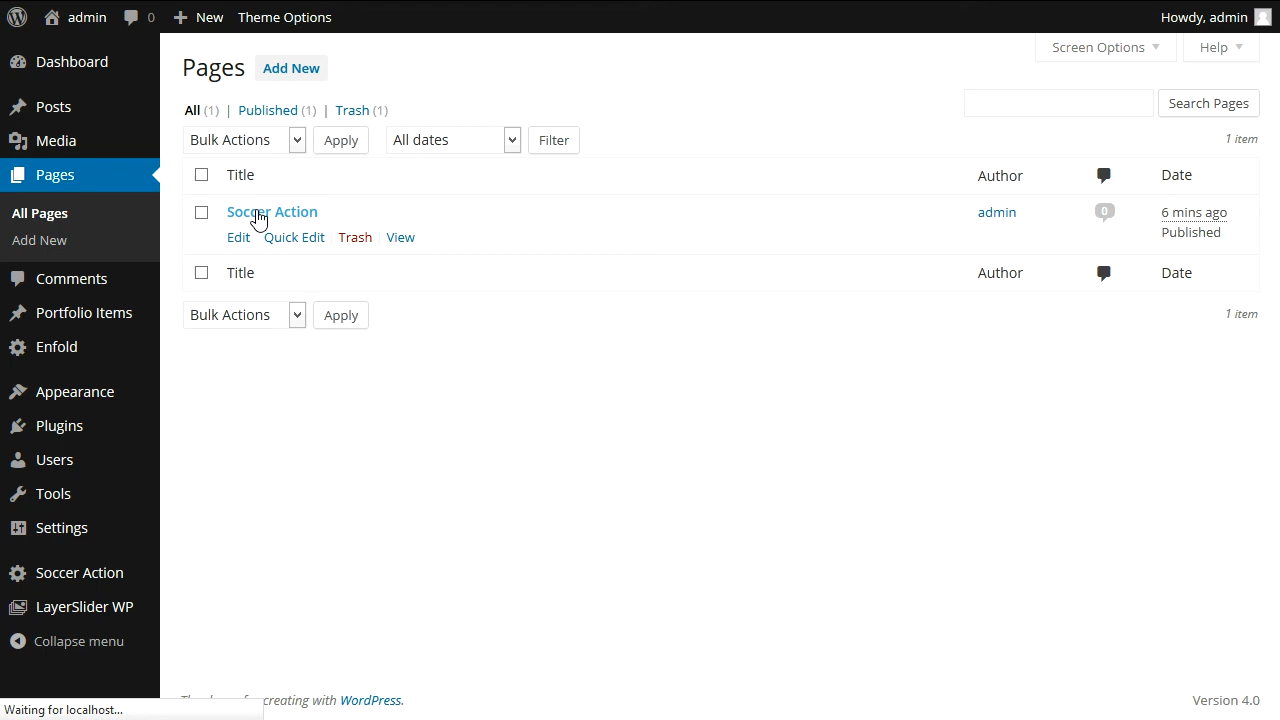 admin 0 New Theme Options Howdy, admin
Screen Options Help
Dashboard
Posts
Media
Pages
All Pages
Add New
Comments
Portfolio Items
Enfold
Appearance
Plugins
Users
Tools
Settings
Soccer Action
LayerSlider WP
Collapse menu
Pages Add New
All (1) | Published (1) | Trash (1)
Search Pages
Bulk Actions Apply All dates Filter 1 item
Title Author Date
Soccer Action admin 0 6 mins ago
Published
Edit Quick Edit Trash View
Title Author Date
Bulk Actions Apply 1 item
creating with WordPress. Version 4.0
Waiting for localhost...